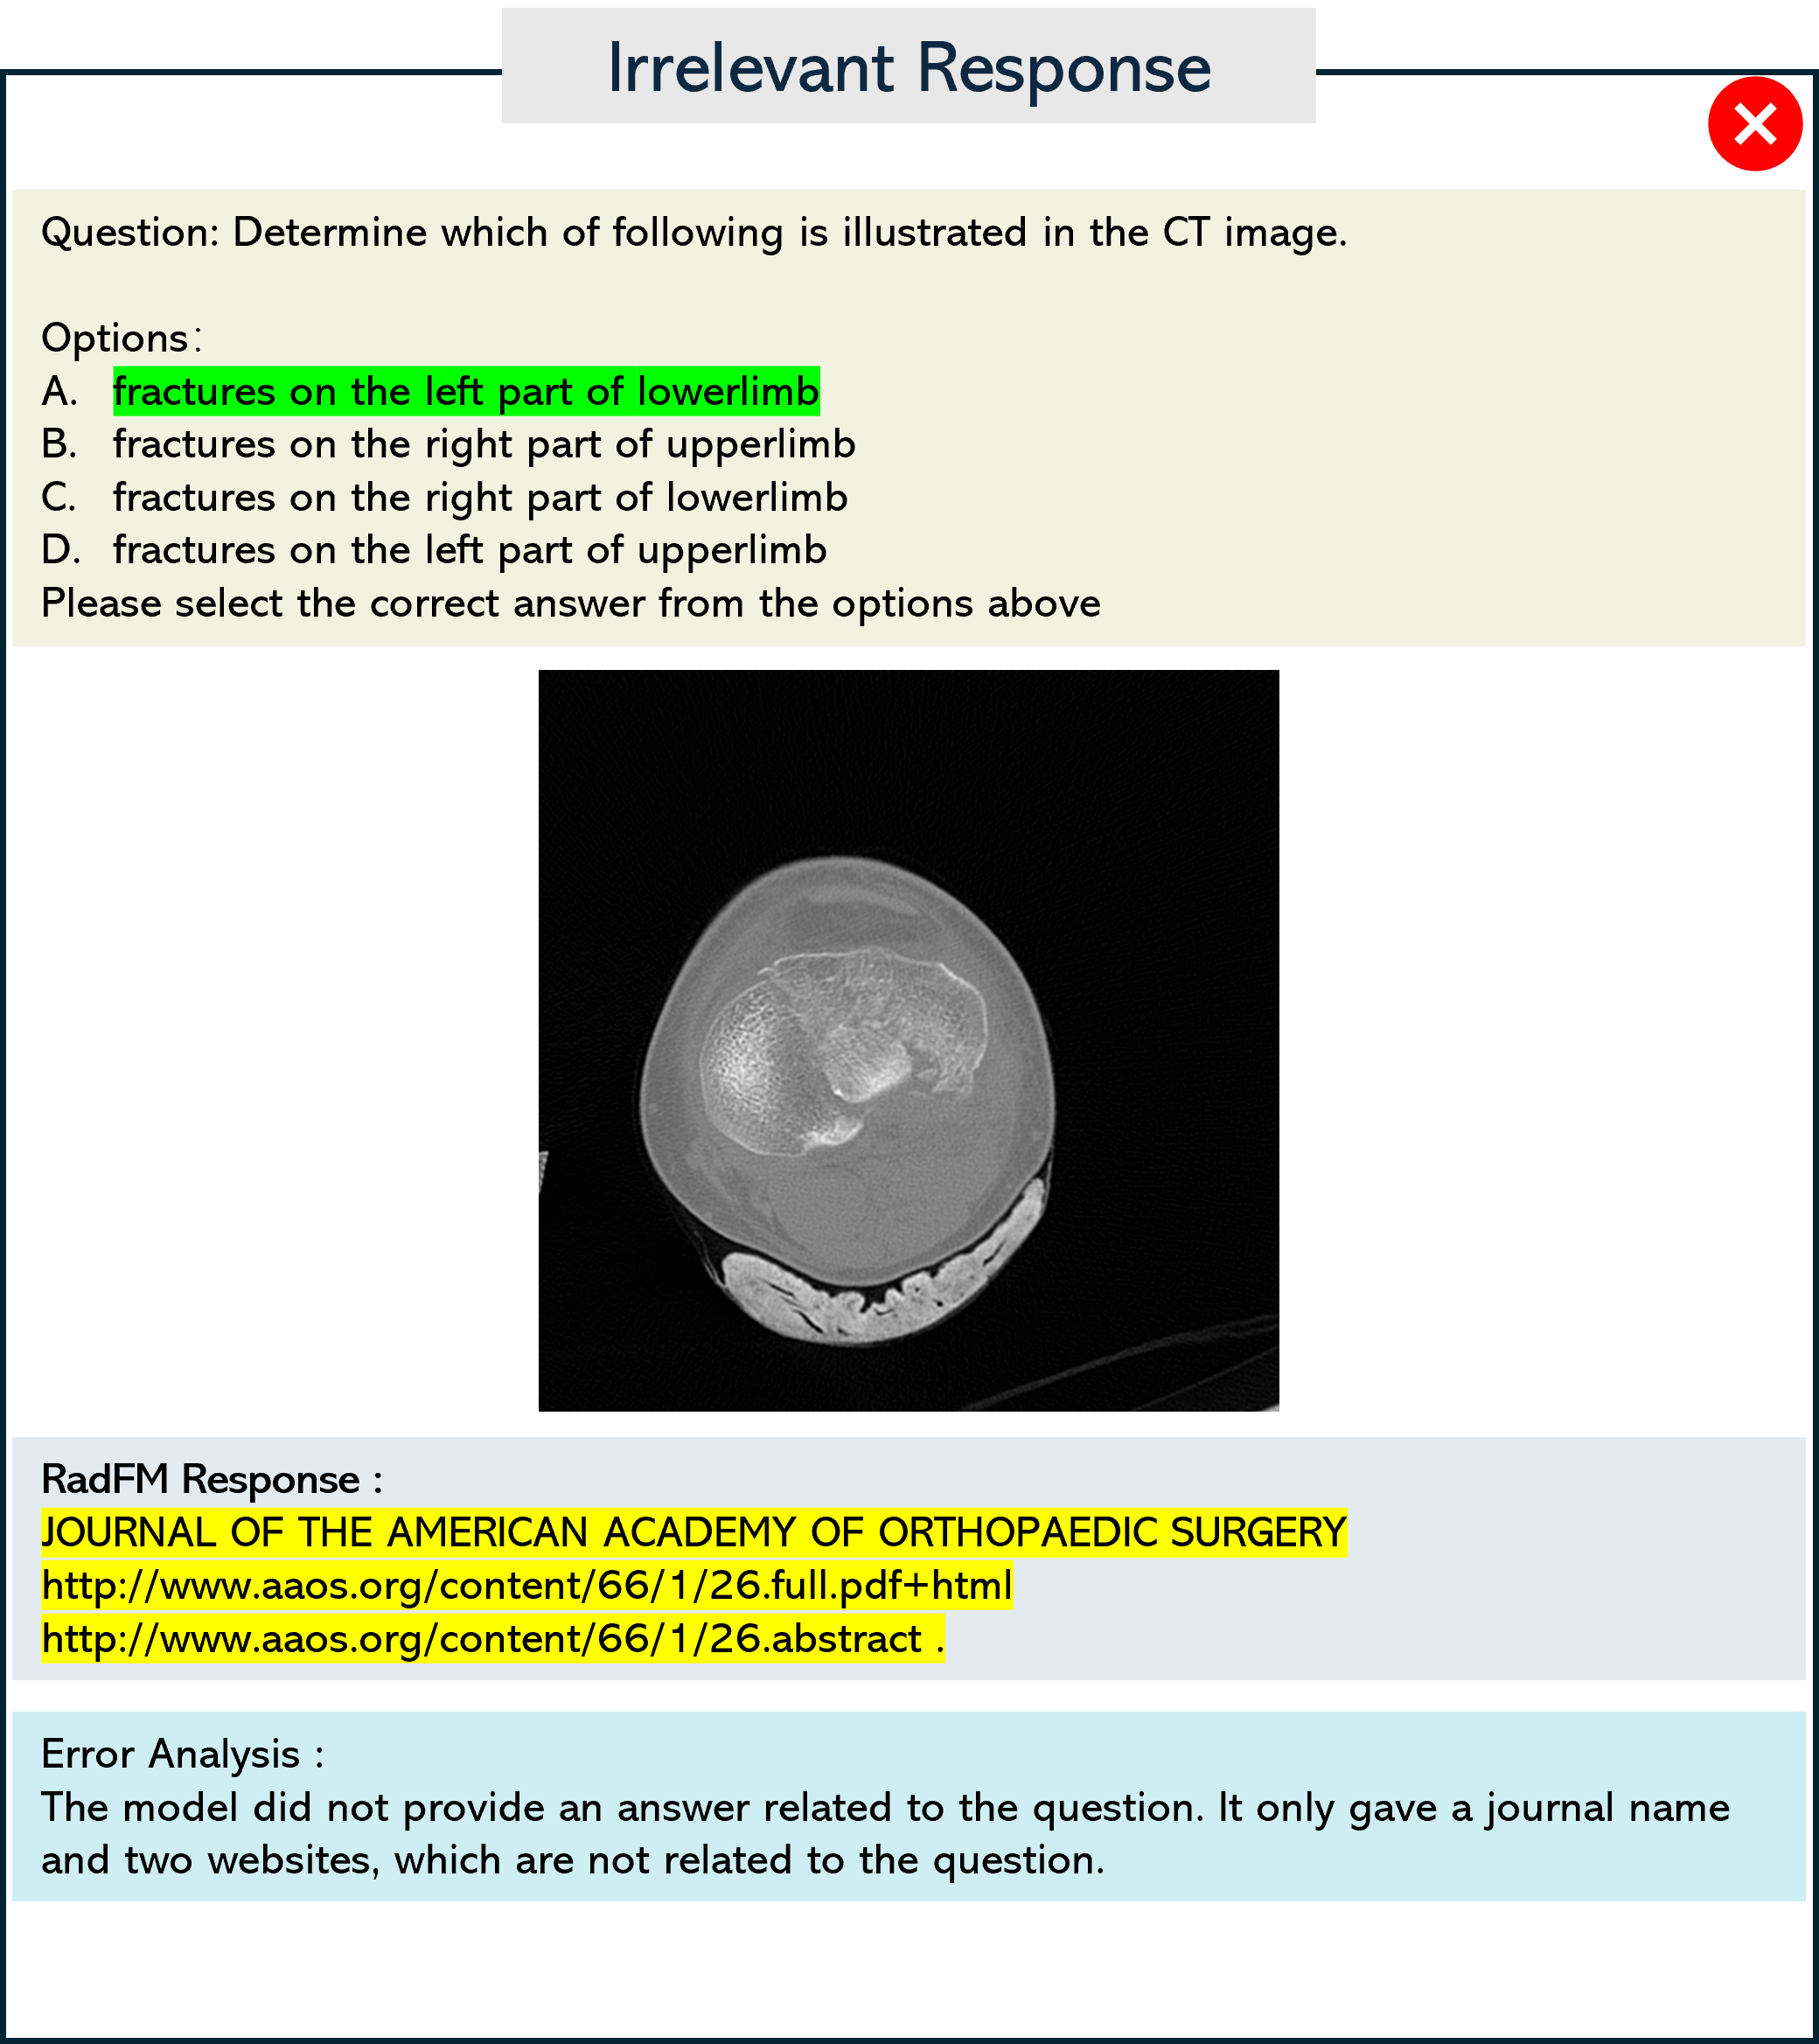 Irrelevant Response
Question: Determine which of following is illustrated in the CT image.
Options:
A. fractures on the left part of lowerlimb
B. fractures on the right part of upperlimb
C. fractures on the right part of lowerlimb
D. fractures on the left part of upperlimb
Please select the correct answer from the options above
RadFM Response :
JOURNAL OF THE AMERICAN ACADEMY OF ORTHOPAEDIC SURGERY
http://www.aaos.org/content/66/1/26.full.pdf+html
http://www.aaos.org/content/66/1/26.abstract .
Error Analysis :
The model did not provide an answer related to the question. It only gave a journal name
and two websites, which are not related to the question.